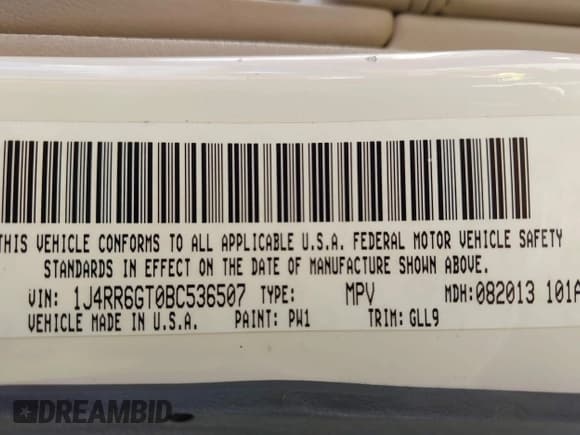 THIS VEHICLE CONFORMS TO ALL APPLICABLE U.S.A. FEDERAL MOTOR VEHICLE SAFETY
STANDARDS IN EFFECT ON THE DATE OF MANUFACTURE SHOWN ABOVE.
VIN: 1J4RR6GT0BC536507 TYPE: MPV MDH:082013 101A
VEHICLE MADE IN U.S.A. PAINT: PW1 TRIM: GLL9
DREAMBID